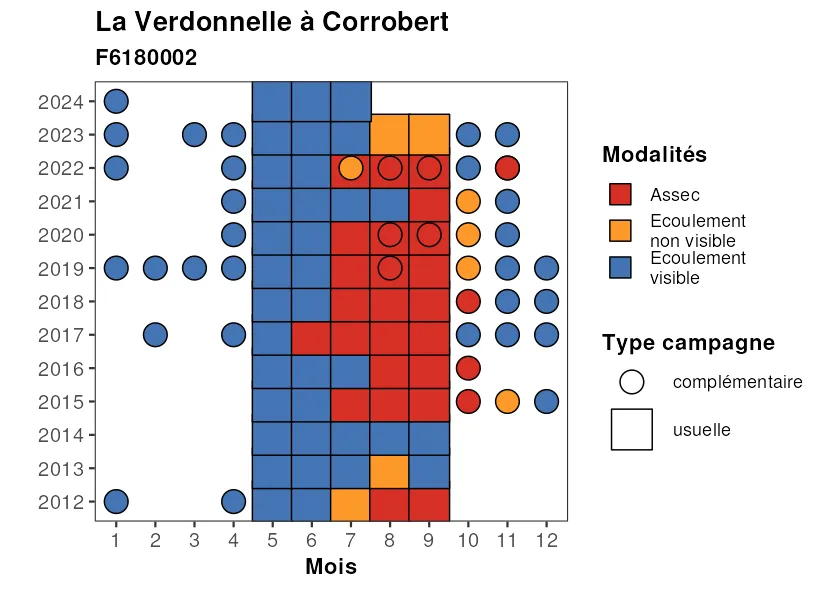 La Verdonnelle à Corrobert
F6180002
2024
2023
2022
2021
2020
2019
2018
2017
2016
2015
2014
2013
2012
1 2 3 4 5 6 7 8 9 10 11 12
Mois
Modalités
Assec
Ecoulement
non visible
Ecoulement
visible
Type campagne
complémentaire
usuelle